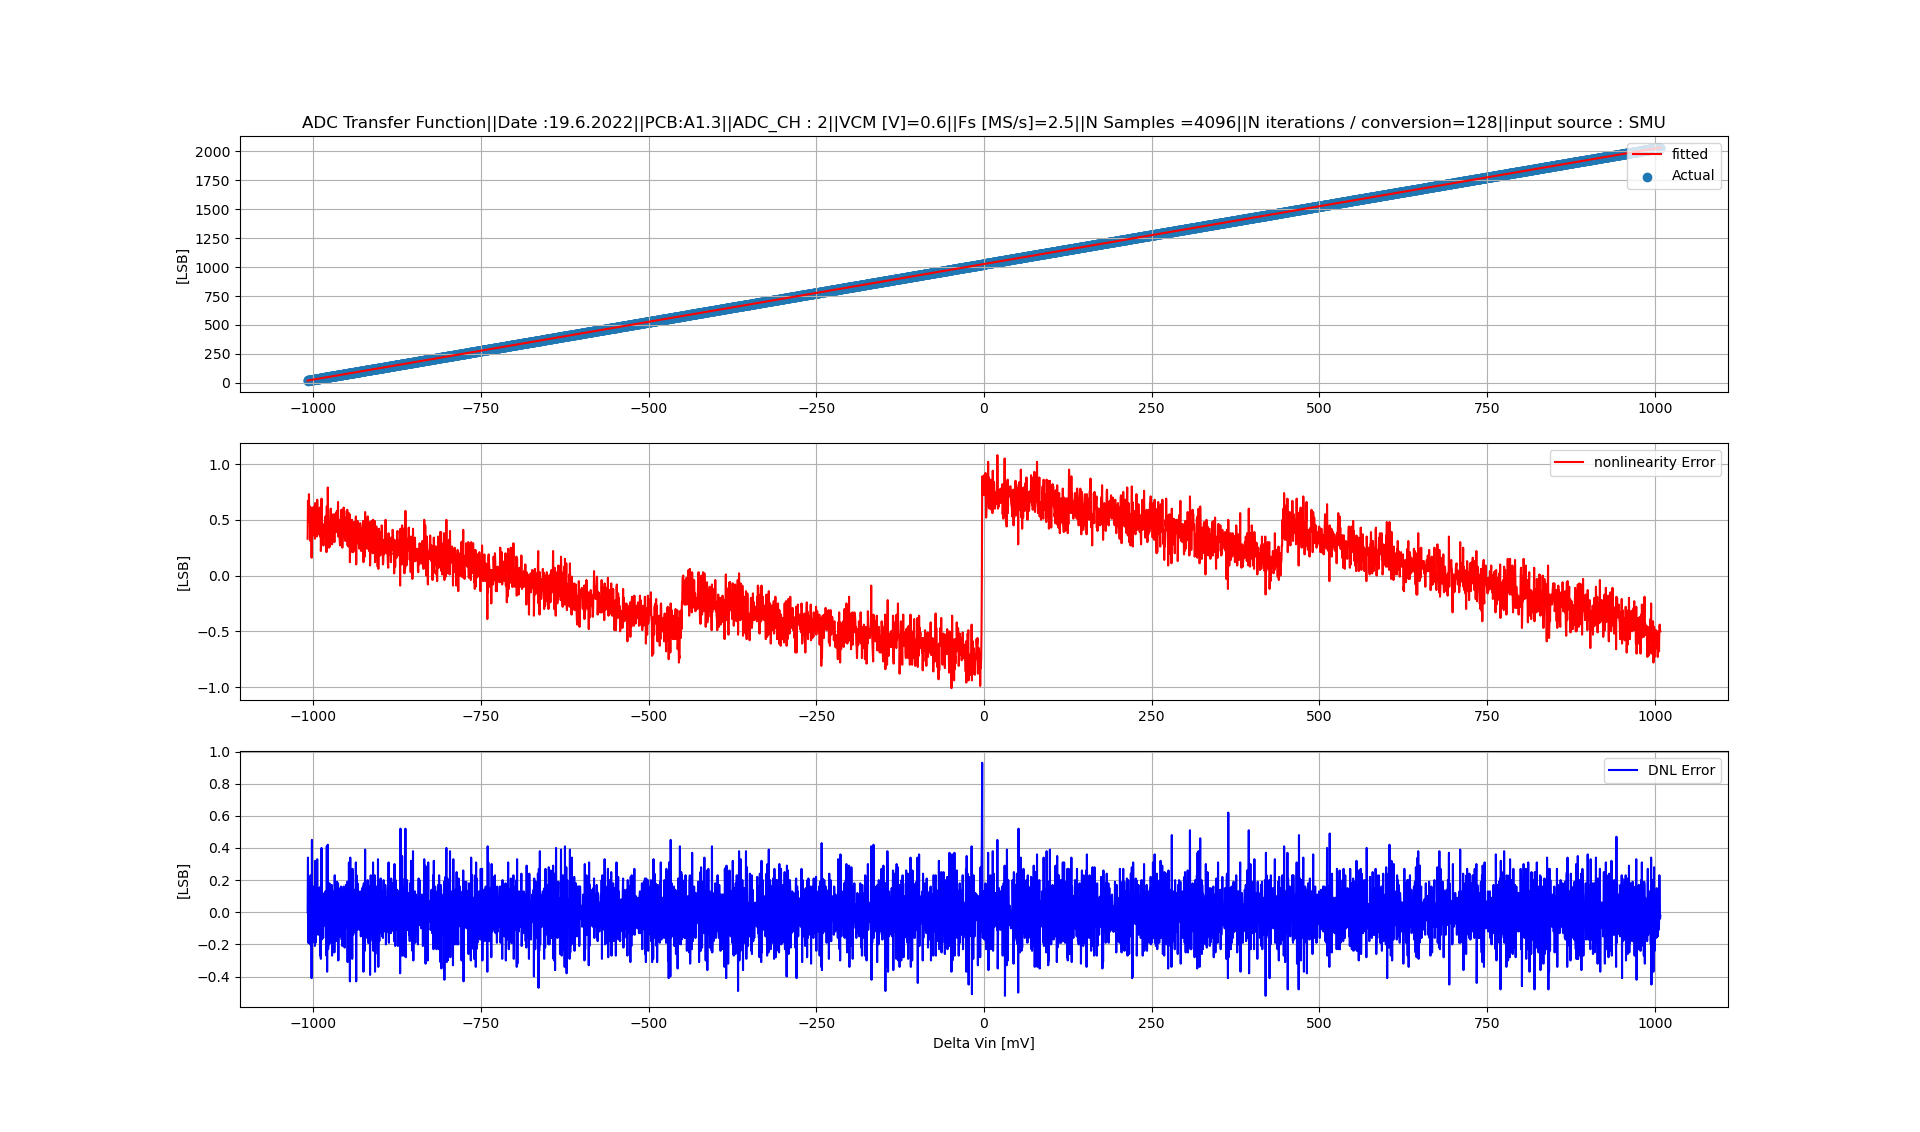 ADC Transfer Function||Date :19.6.2022||PCB:A1.3||ADC_CH : 2||VCM [V]=0.6||Fs [MS/s]=2.5||N Samples =4096||N iterations / conversion=128||input source : SMU
2000
1750
1500
1250
1000
750
500
250
0
[LSB]
fitted
Actual
−1000 −750 −500 −250 0 250 500 750 1000
1.0
0.5
0.0
−0.5
−1.0
[LSB]
nonlinearity Error
−1000 −750 −500 −250 0 250 500 750 1000
1.0
0.8
0.6
0.4
0.2
0.0
−0.2
−0.4
[LSB]
DNL Error
−1000 −750 −500 −250 0 250 500 750 1000
Delta Vin [mV]